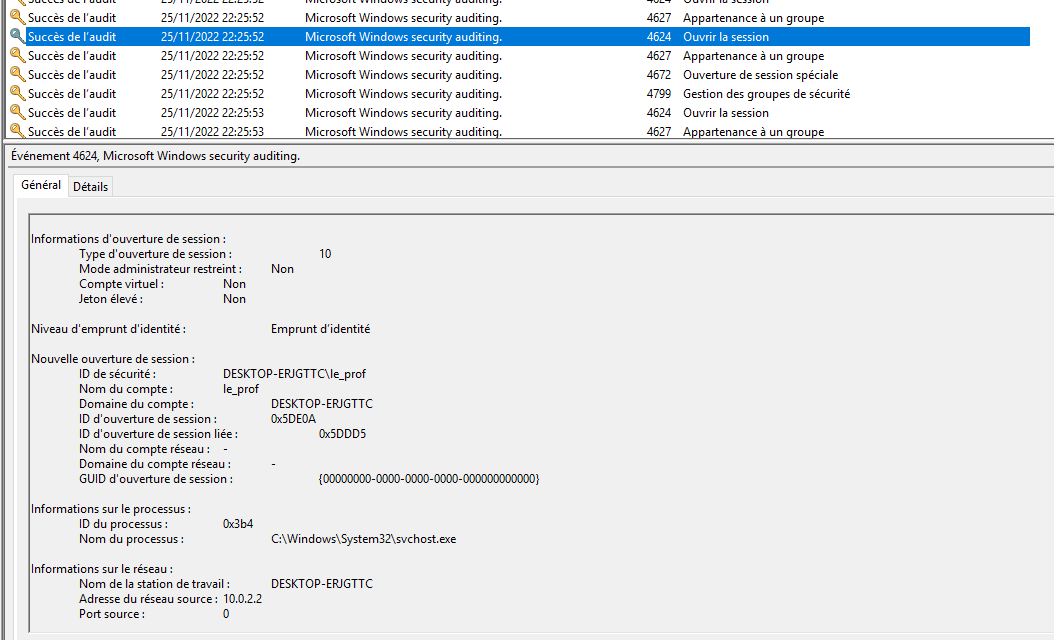 Succès de l'audit 25/11/2022 22:25:52 Microsoft Windows security auditing. 4624 Ouvrir la session
Succès de l'audit 25/11/2022 22:25:52 Microsoft Windows security auditing. 4627 Appartenance à un groupe
Succès de l'audit 25/11/2022 22:25:52 Microsoft Windows security auditing. 4624 Ouvrir la session
Succès de l'audit 25/11/2022 22:25:52 Microsoft Windows security auditing. 4627 Appartenance à un groupe
Succès de l'audit 25/11/2022 22:25:52 Microsoft Windows security auditing. 4672 Ouverture de session spéciale
Succès de l'audit 25/11/2022 22:25:52 Microsoft Windows security auditing. 4799 Gestion des groupes de sécurité
Succès de l'audit 25/11/2022 22:25:53 Microsoft Windows security auditing. 4624 Ouvrir la session
Succès de l'audit 25/11/2022 22:25:53 Microsoft Windows security auditing. 4627 Appartenance à un groupe
Événement 4624, Microsoft Windows security auditing.
Général Détails
Informations d'ouverture de session :
Type d'ouverture de session : 10
Mode administrateur restreint : Non
Compte virtuel : Non
Jeton élevé : Non
Niveau d'emprunt d'identité : Emprunt d'identité
Nouvelle ouverture de session :
ID de sécurité : DESKTOP-ERJGTTC\le_prof
Nom du compte : le_prof
Domaine du compte : DESKTOP-ERJGTTC
ID d'ouverture de session : 0x5DE0A
ID d'ouverture de session liée : 0x5DDD5
Nom du compte réseau : -
Domaine du compte réseau : -
GUID d'ouverture de session : {00000000-0000-0000-0000-000000000000}
Informations sur le processus :
ID du processus : 0x3b4
Nom du processus : C:\Windows\System32\svchost.exe
Informations sur le réseau :
Nom de la station de travail : DESKTOP-ERJGTTC
Adresse du réseau source : 10.0.2.2
Port source : 0